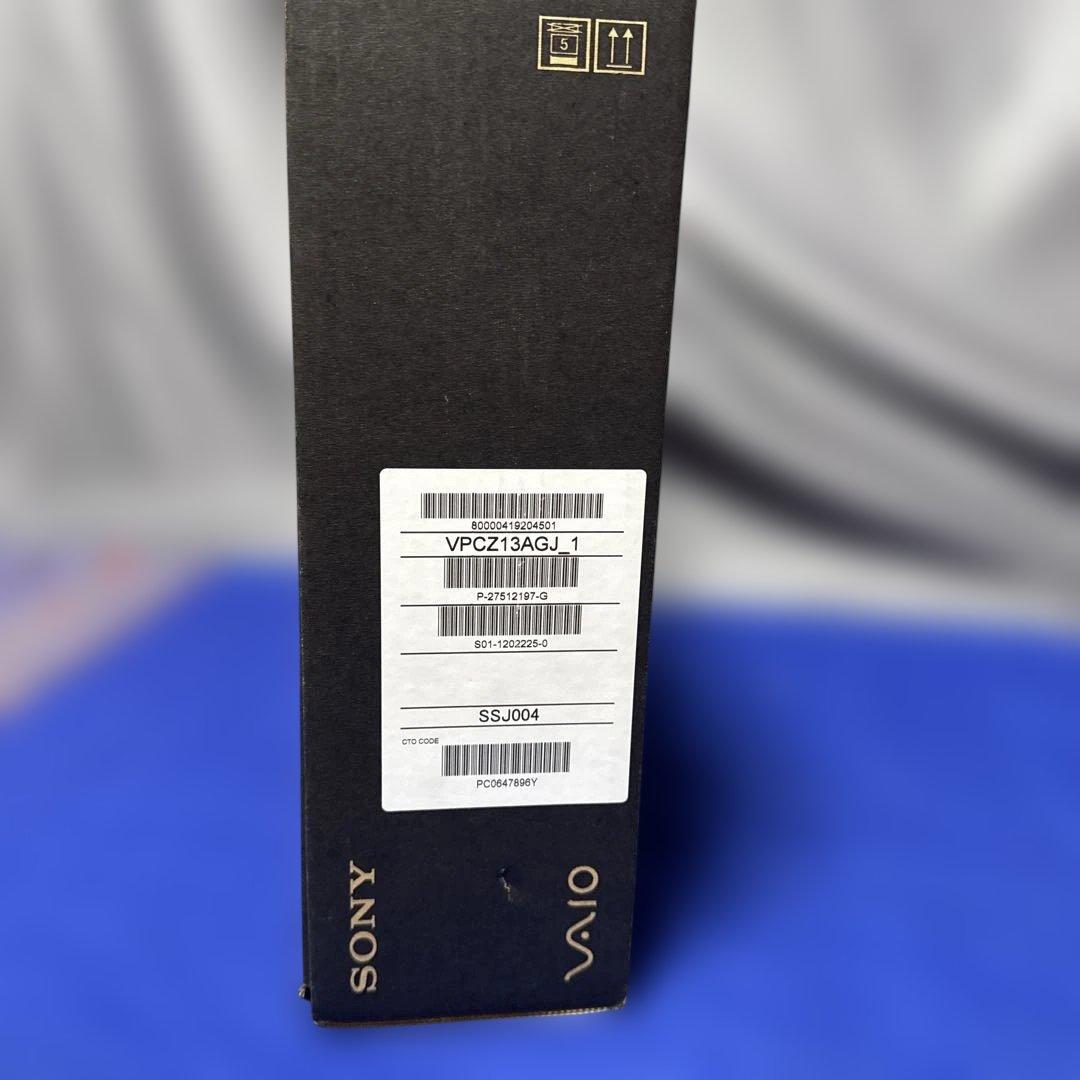 5
80000419204501
VPCZ13AGJ_1
P-27512197-G
S01-1202225-0
SSJ004
CTO CODE
PC0647896Y
SONY
VAIO